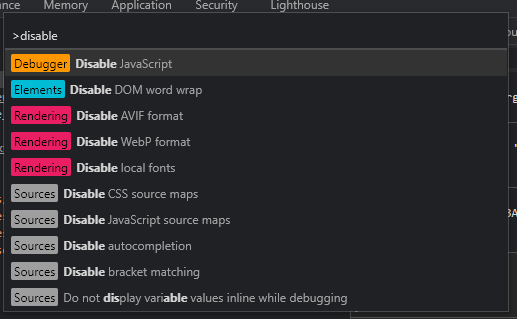 ance Memory Application Security Lighthouse
>disable
Debugger Disable JavaScript
Elements Disable DOM word wrap
Rendering Disable AVIF format
Rendering Disable WebP format
Rendering Disable local fonts
Sources Disable CSS source maps
Sources Disable JavaScript source maps
Sources Disable autocompletion
Sources Disable bracket matching
Sources Do not display variable values inline while debugging